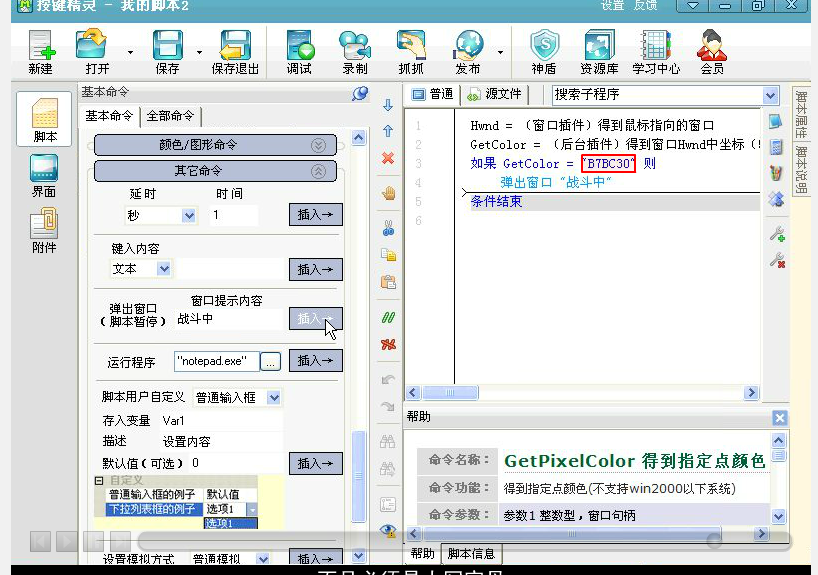 按键精灵 - 我的脚本2
设置 反馈
新建 打开 保存 保存退出 调试 录制 抓抓 发布 神盾 资源库 学习中心 会员
脚本
界面
附件
基本命令
基本命令 全部命令
颜色/图形命令
其它命令
延时 时间
秒 1 插入→
键入内容
文本 插入→
弹出窗口 窗口提示内容
(脚本暂停) 战斗中 插入→
运行程序 "notepad.exe" ... 插入→
脚本用户自定义 普通输入框
存入变量 Var1
描述 设置内容
默认值(可选) 0 插入→
自定义
普通输入框的例子 默认值
下拉列表框的例子 选项1
选项1
设置模拟方式 普通模拟 插入→
普通 源文件 搜索子程序
1 Hwnd = (窗口插件)得到鼠标指向的窗口
2 GetColor = (后台插件)得到窗口Hwnd中坐标
3 如果 GetColor = "B7BC30" 则
4 弹出窗口 "战斗中"
5 条件结束
6
脚本属性
脚本说明
帮助
命令名称: GetPixelColor 得到指定点颜色
命令功能: 得到指定点颜色(不支持win2000以下系统)
命令参数: 参数1 整数型，窗口句柄
帮助 脚本信息